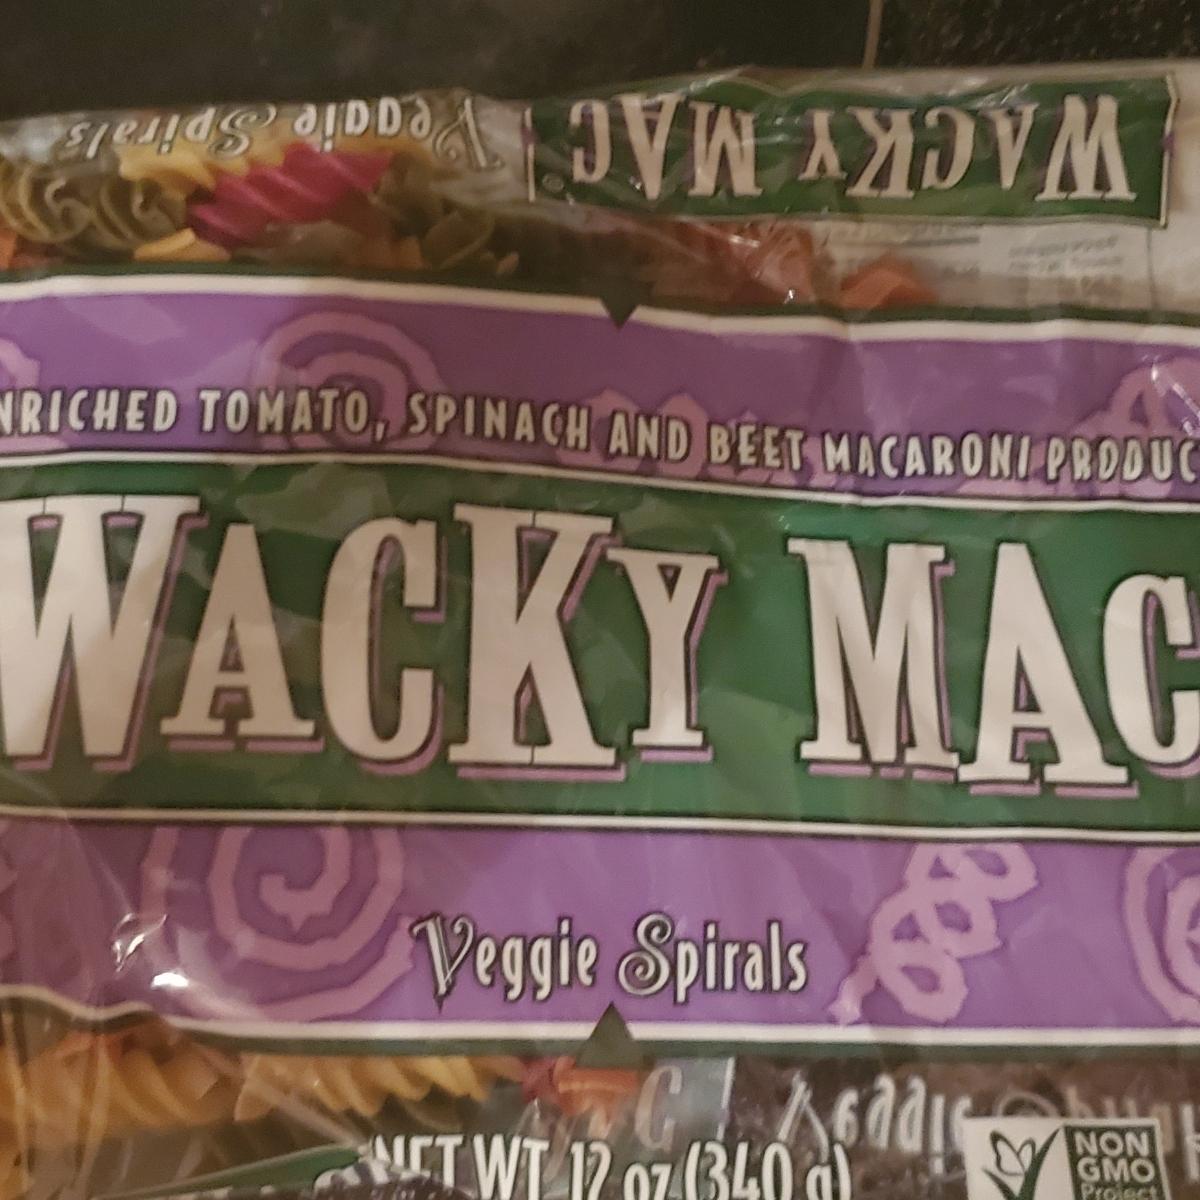 Veggie Spirals
WACKY MAC
NRICHED TOMATO, SPINACH AND BEET MACARONI PRODUC
WACKY MAC
Veggie Spirals
NET WT 12 oz (340 g)
NON
GMO
Project